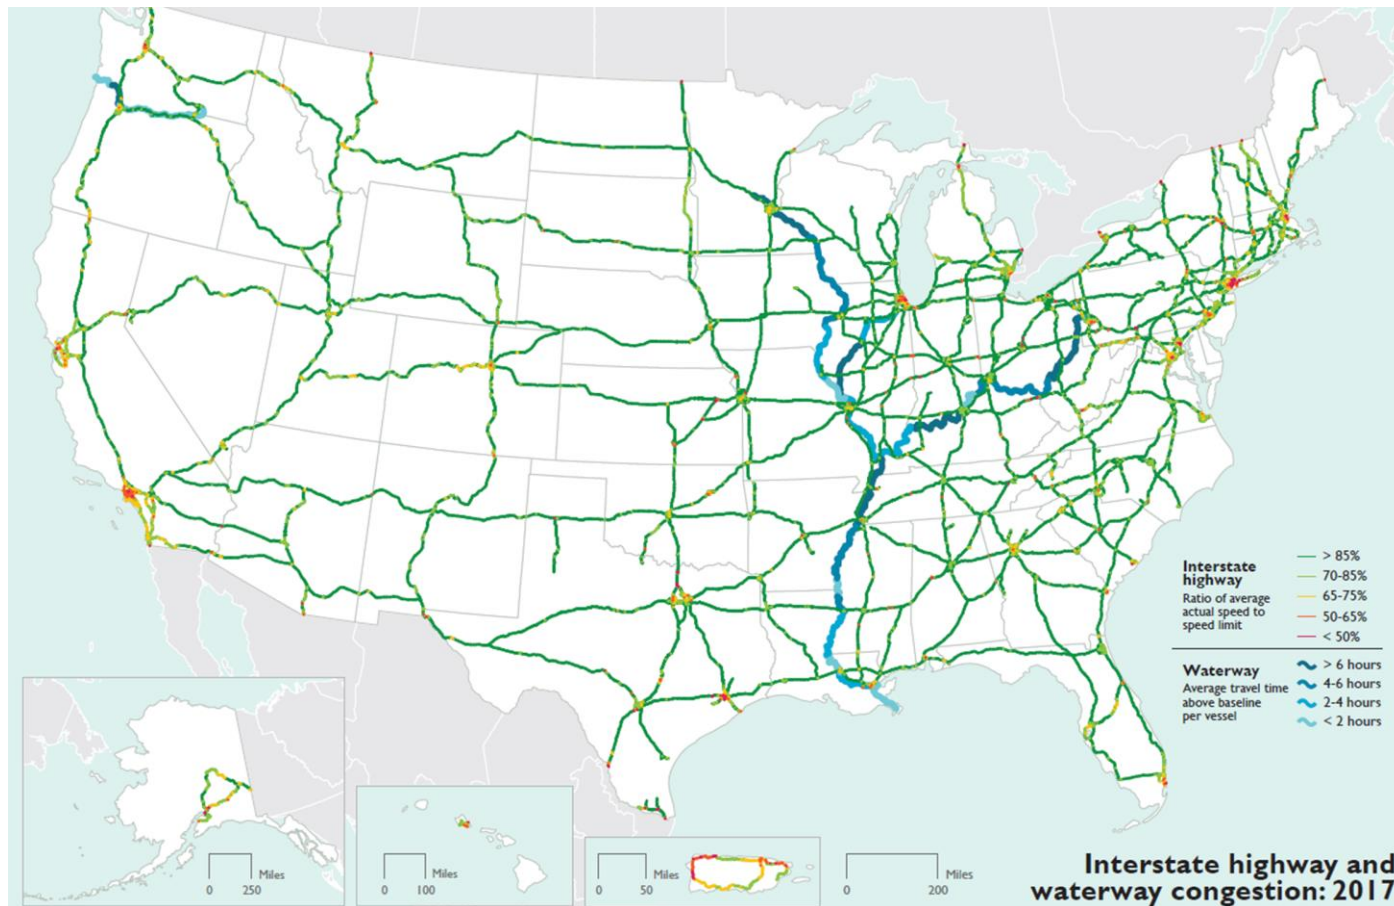 Interstate
highway
Ratio of average
actual speed to
speed limit
> 85%
70-85%
65-75%
50-65%
< 50%
Waterway
Average travel time
above baseline
per vessel
> 6 hours
4-6 hours
2-4 hours
< 2 hours
Miles
0 250
Miles
0 100
Miles
0 50
Miles
0 200
Interstate highway and
waterway congestion: 2017